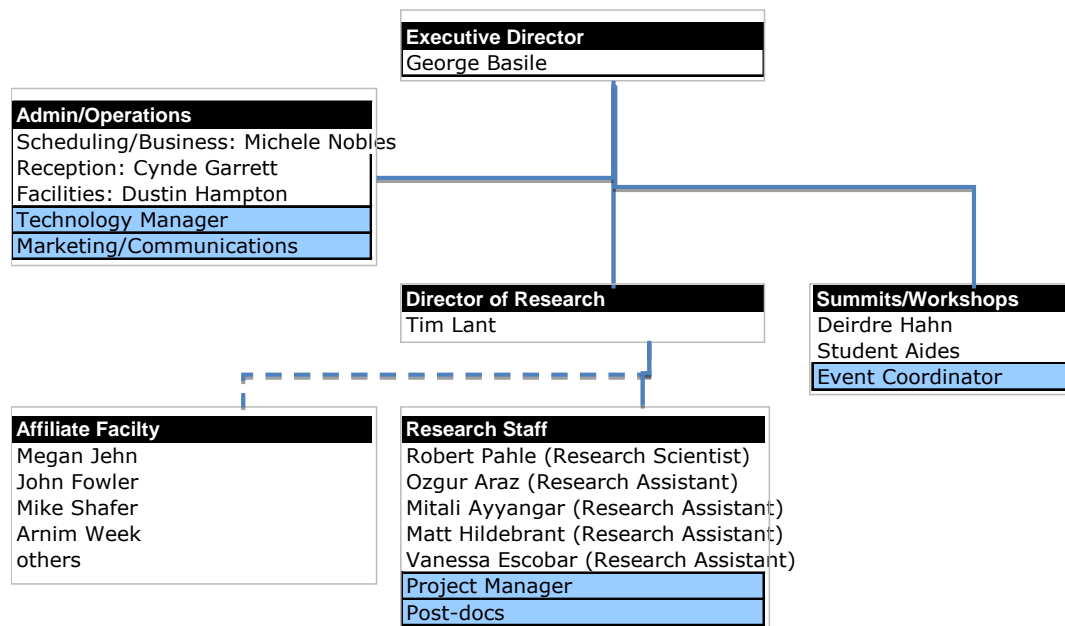 Executive Director
George Basile
Admin/Operations
Scheduling/Business: Michele Nobles
Reception: Cynde Garrett
Facilities: Dustin Hampton
Technology Manager
Marketing/Communications
Director of Research
Tim Lant
Summits/Workshops
Deirdre Hahn
Student Aides
Event Coordinator
Affiliate Facilty
Megan Jehn
John Fowler
Mike Shafer
Arnim Week
others
Research Staff
Robert Pahle (Research Scientist)
Ozgur Araz (Research Assistant)
Mitali Ayyangar (Research Assistant)
Matt Hildebrant (Research Assistant)
Vanessa Escobar (Research Assistant)
Project Manager
Post-docs